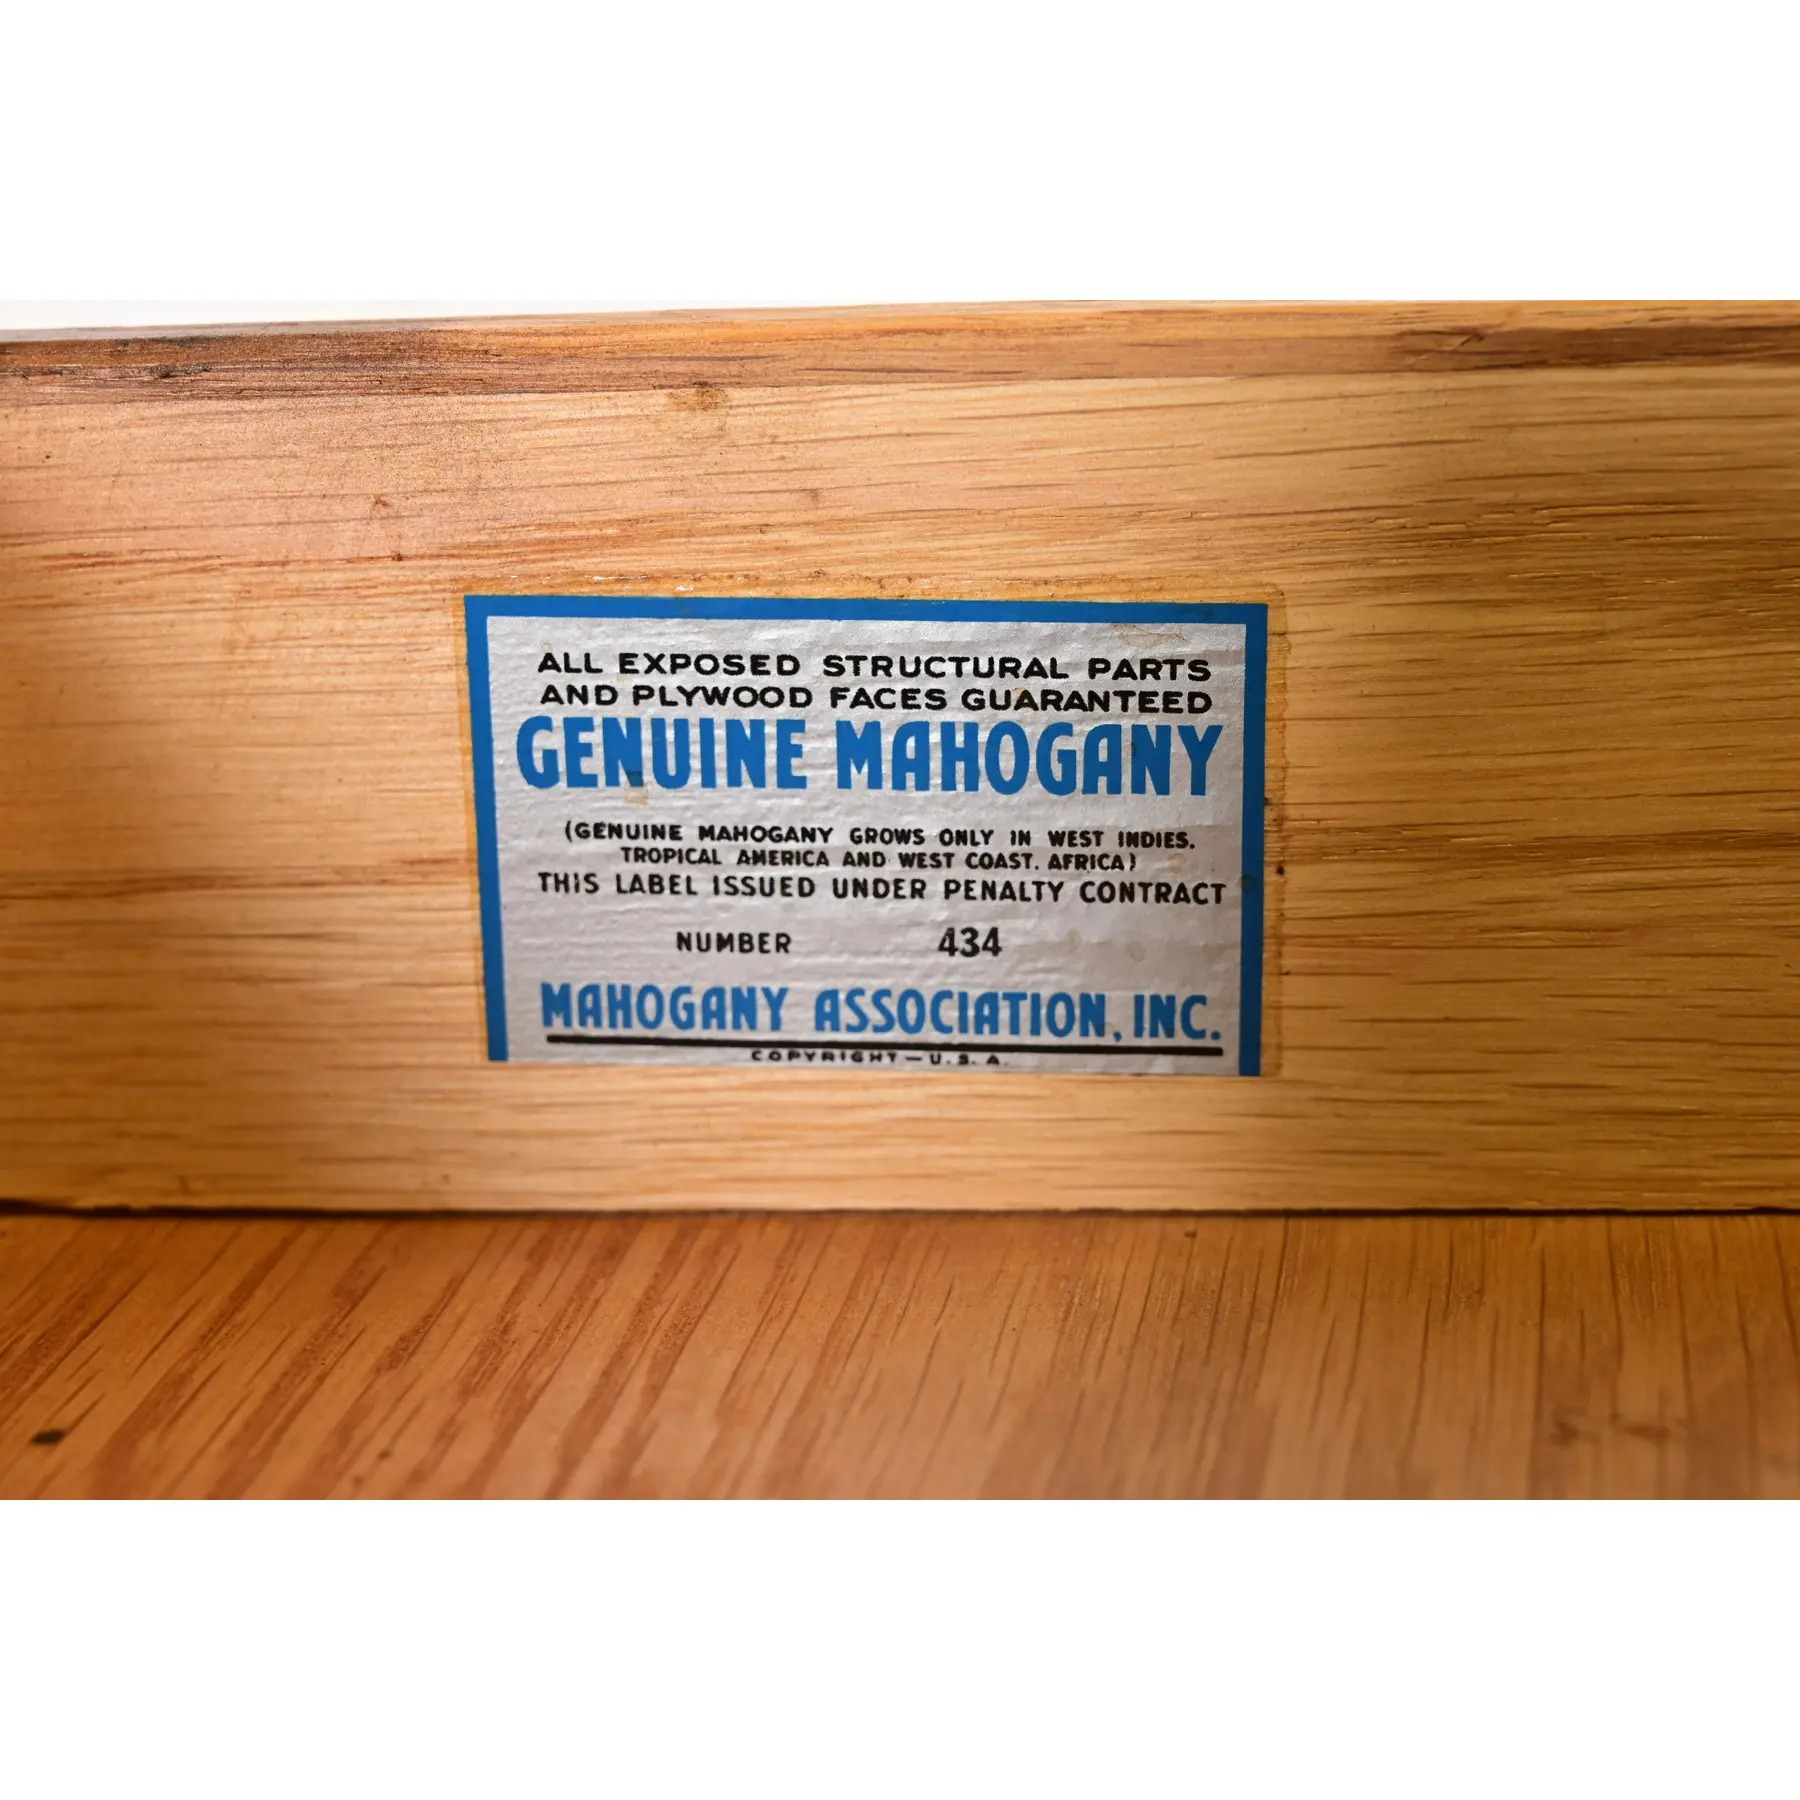 ALL EXPOSED STRUCTURAL PARTS
AND PLYWOOD FACES GUARANTEED
GENUINE MAHOGANY
(GENUINE MAHOGANY GROWS ONLY IN WEST INDIES.
TROPICAL AMERICA AND WEST COAST. AFRICA)
THIS LABEL ISSUED UNDER PENALTY CONTRACT
NUMBER 434
MAHOGANY ASSOCIATION, INC.
COPYRIGHT—U.S.A.